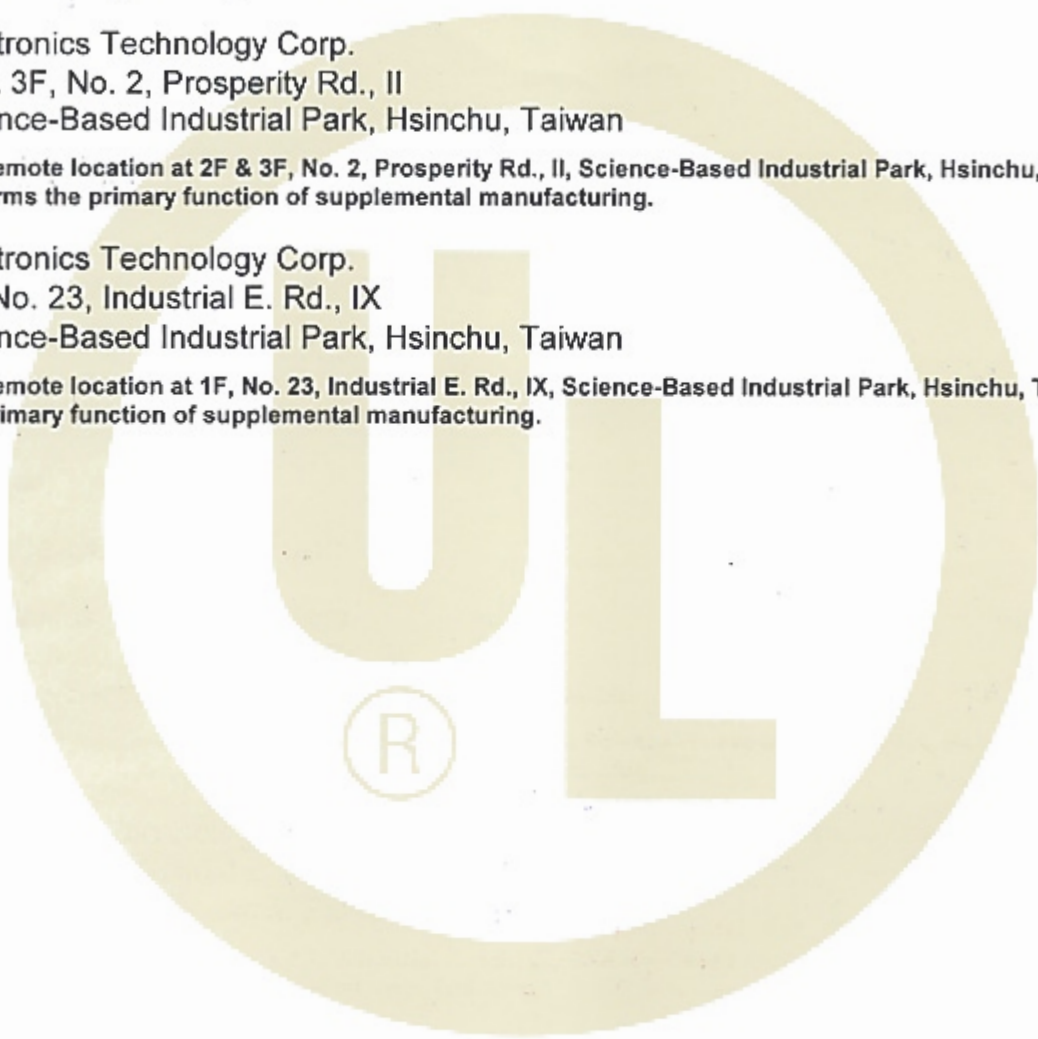 tronics Technology Corp.
3F, No. 2, Prosperity Rd., II
nce-Based Industrial Park, Hsinchu, Taiwan
emote location at 2F & 3F, No. 2, Prosperity Rd., II, Science-Based Industrial Park, Hsinchu,
rms the primary function of supplemental manufacturing.
tronics Technology Corp.
No. 23, Industrial E. Rd., IX
nce-Based Industrial Park, Hsinchu, Taiwan
emote location at 1F, No. 23, Industrial E. Rd., IX, Science-Based Industrial Park, Hsinchu, T
imary function of supplemental manufacturing.
UL
®